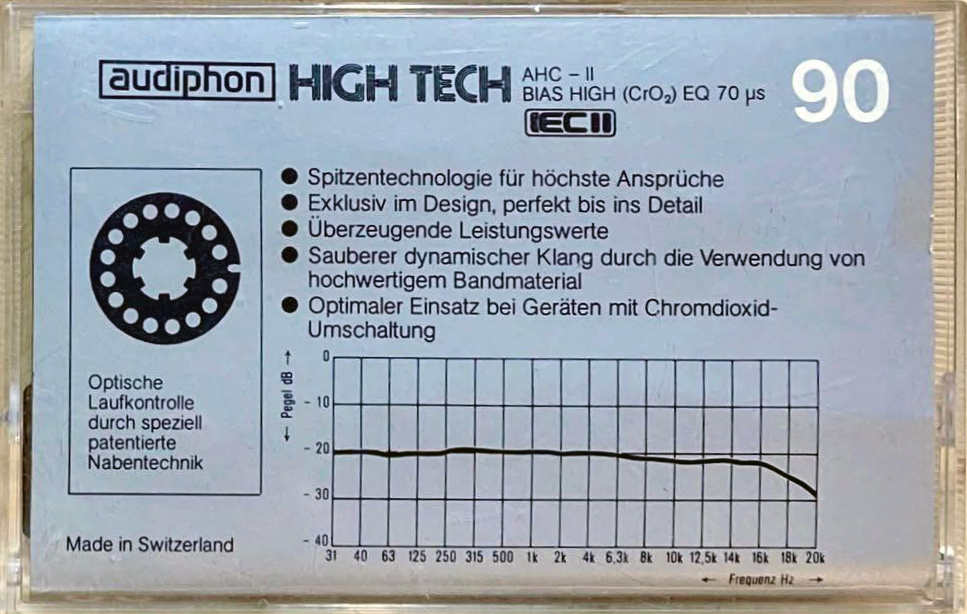 audiphon HIGH TECH AHC – II
BIAS HIGH (CrO₂) EQ 70 µs
IEC II
90
● Spitzentechnologie für höchste Ansprüche
● Exklusiv im Design, perfekt bis ins Detail
● Überzeugende Leistungswerte
● Sauberer dynamischer Klang durch die Verwendung von
hochwertigem Bandmaterial
● Optimaler Einsatz bei Geräten mit Chromdioxid-
Umschaltung
Optische
Laufkontrolle
durch speziell
patentierte
Nabentechnik
Made in Switzerland
← Pegel dB →
0
- 10
- 20
- 30
- 40
31 40 63 125 250 315 500 1k 2k 4k 6,3k 8k 10k 12,5k 14k 16k 18k 20k
← Frequenz Hz →